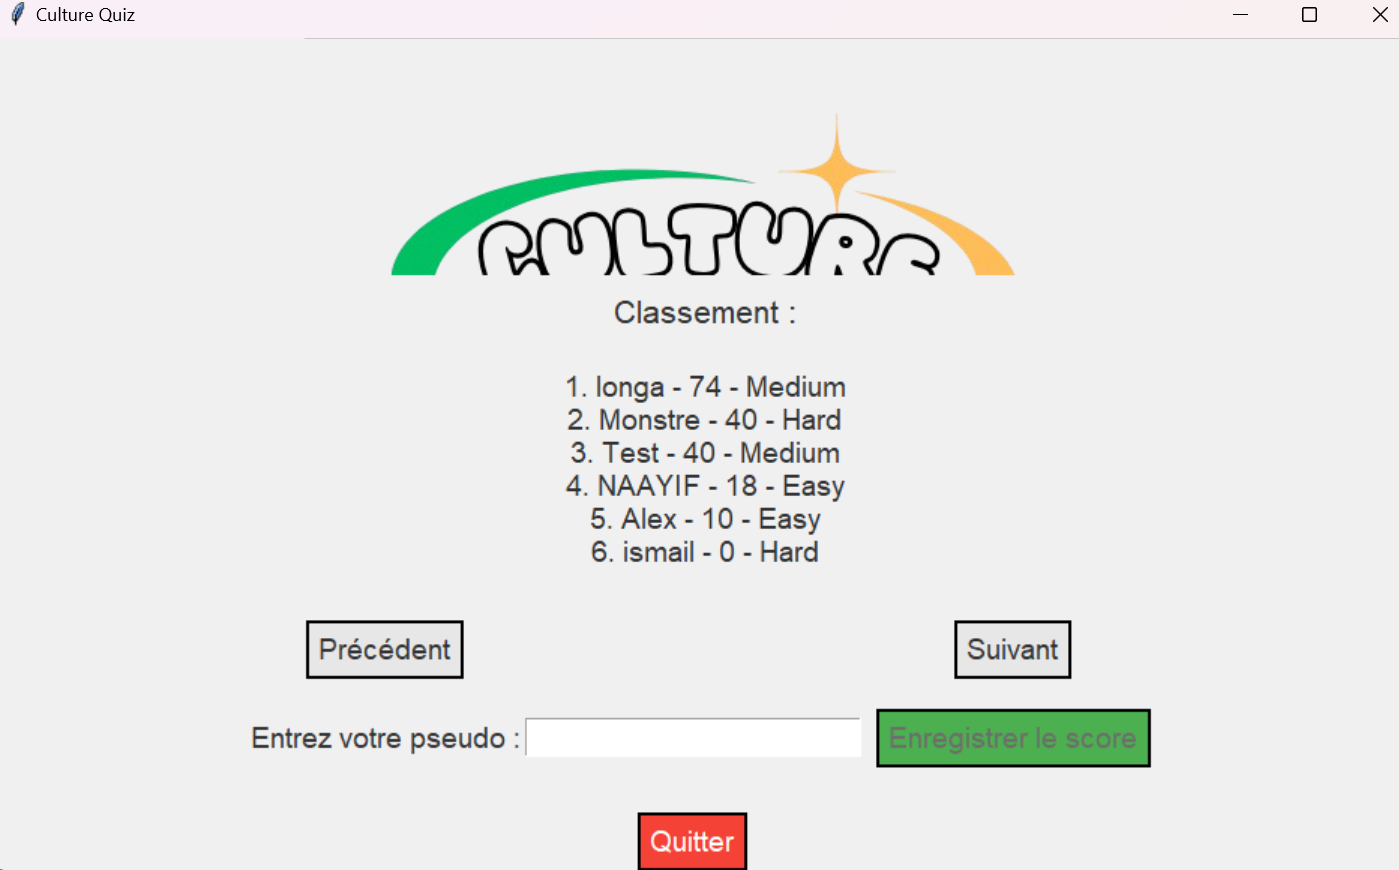 Culture Quiz
CULTURE
Classement :
1. longa - 74 - Medium
2. Monstre - 40 - Hard
3. Test - 40 - Medium
4. NAAYIF - 18 - Easy
5. Alex - 10 - Easy
6. ismail - 0 - Hard
Précédent
Suivant
Entrez votre pseudo :
Enregistrer le score
Quitter